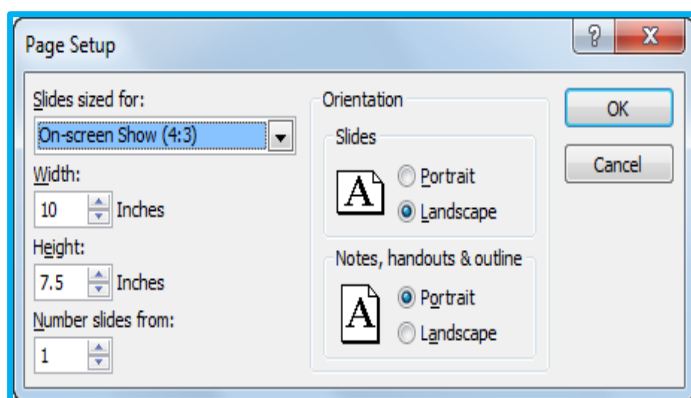 Page Setup
Slides sized for:
On-screen Show (4:3)
Width:
10 Inches
Height:
7.5 Inches
Number slides from:
1
Orientation
Slides
A
Portrait
Landscape
Notes, handouts & outline
A
Portrait
Landscape
?
X
OK
Cancel